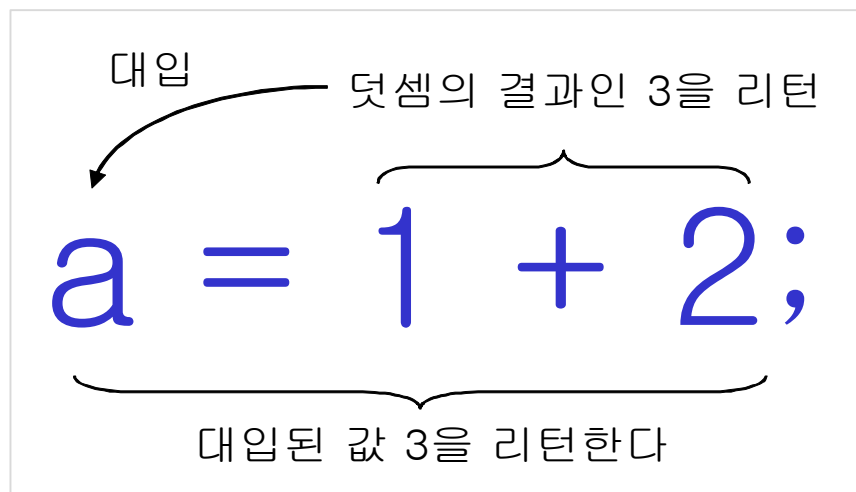 대입
덧셈의 결과인 3을 리턴
a = 1 + 2;
대입된 값 3을 리턴한다